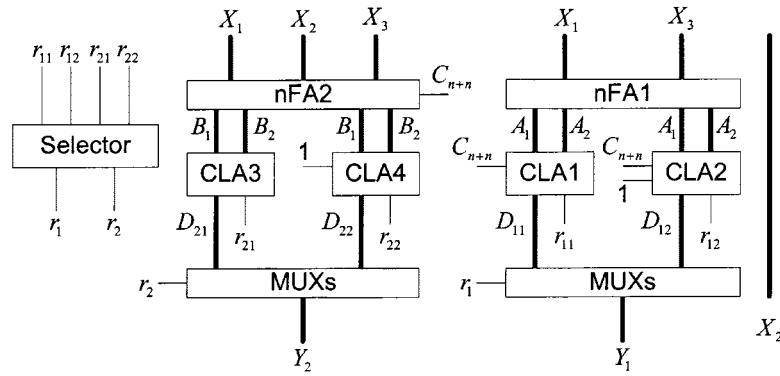 X₁ X₂ X₃ X₁ X₃
r₁₁ r₁₂ r₂₁ r₂₂
nFA2 Cₙ₊ₙ nFA1
B₁ B₂ B₁ B₂ A₁ A₂ A₁ A₂
Selector CLA3 1 CLA4 Cₙ₊ₙ CLA1 Cₙ₊ₙ 1 CLA2
r₁ r₂ D₂₁ r₂₁ D₂₂ r₂₂ D₁₁ r₁₁ D₁₂ r₁₂
r₂ MUXs r₁ MUXs
X₂
Y₂ Y₁